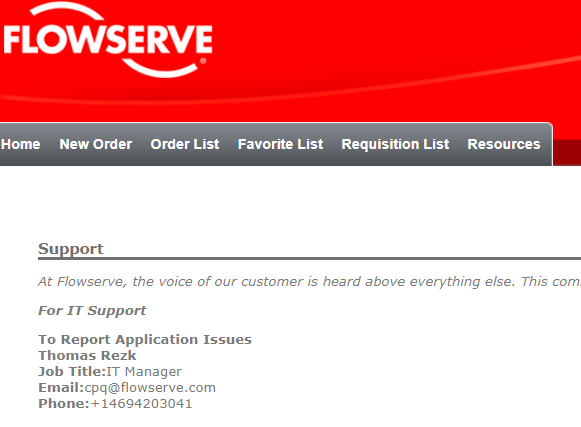 FLOWSERVE®
Home New Order Order List Favorite List Requisition List Resources
Support
At Flowserve, the voice of our customer is heard above everything else. This com
For IT Support
To Report Application Issues
Thomas Rezk
Job Title:IT Manager
Email:cpq@flowserve.com
Phone:+14694203041